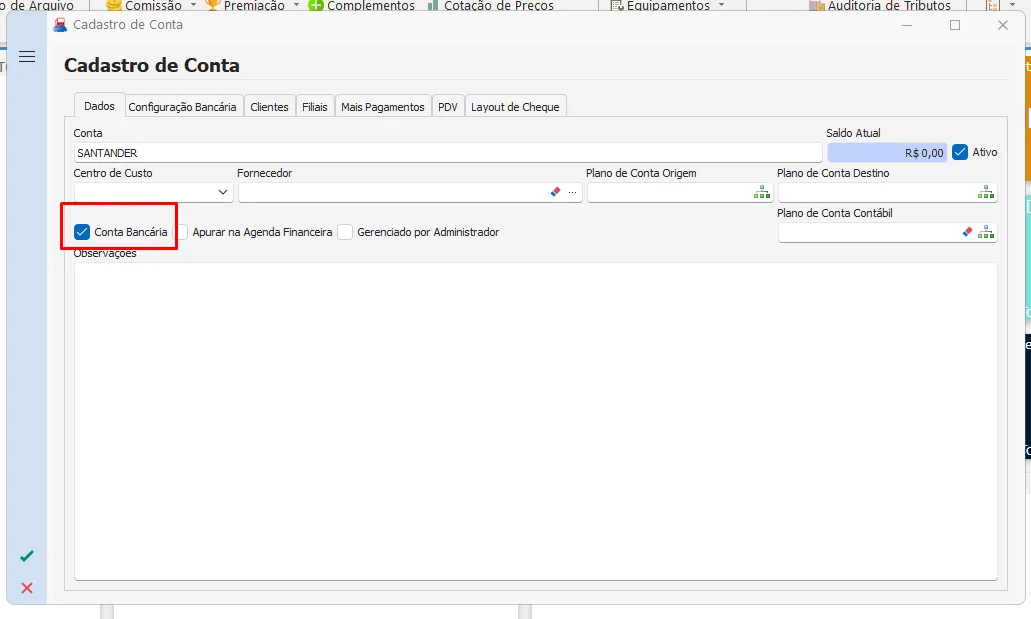 o de Arquivo Comissão Premiação Complementos Cotação de Preços Equipamentos Auditoria de Tributos
Cadastro de Conta
Cadastro de Conta
Dados Configuração Bancária Clientes Filiais Mais Pagamentos PDV Layout de Cheque
Conta Saldo Atual
SANTANDER R$ 0,00 Ativo
Centro de Custo Fornecedor Plano de Conta Origem Plano de Conta Destino
...
Plano de Conta Contábil
Conta Bancária Apurar na Agenda Financeira Gerenciado por Administrador
Observações